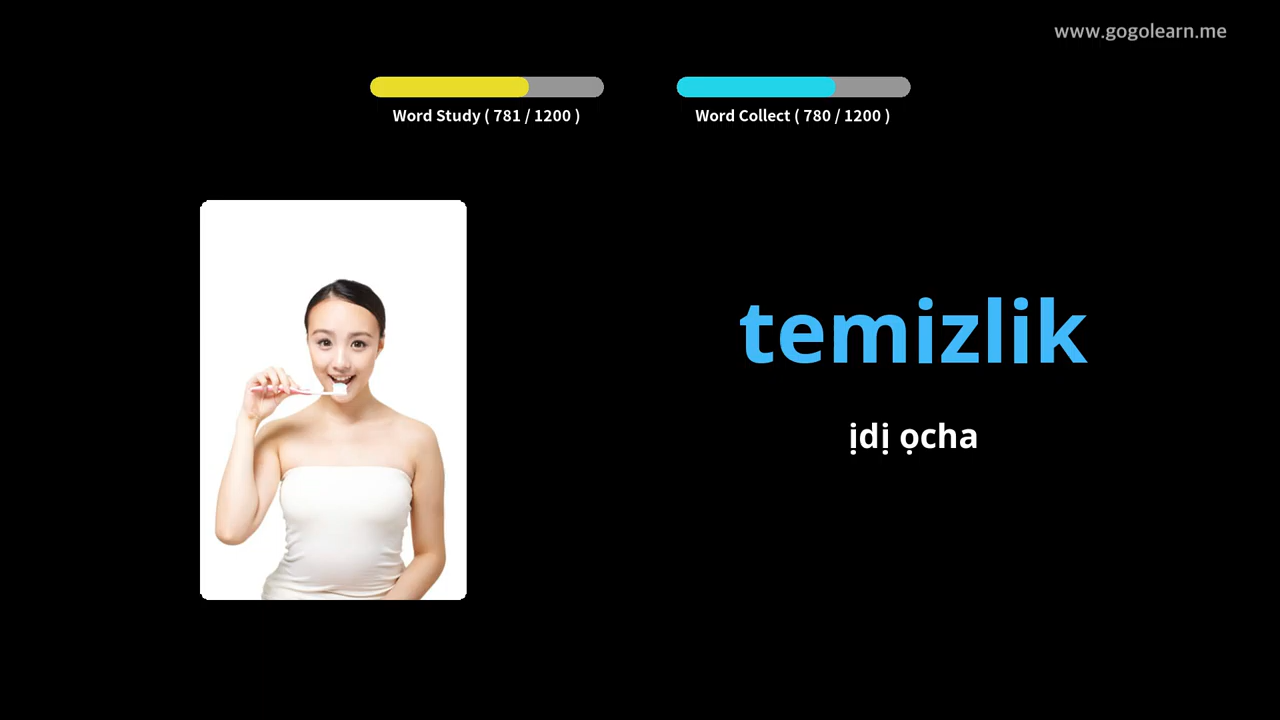 www.gogolearn.me
Word Study ( 781 / 1200 )
Word Collect ( 780 / 1200 )
temizlik
ịdị ọcha